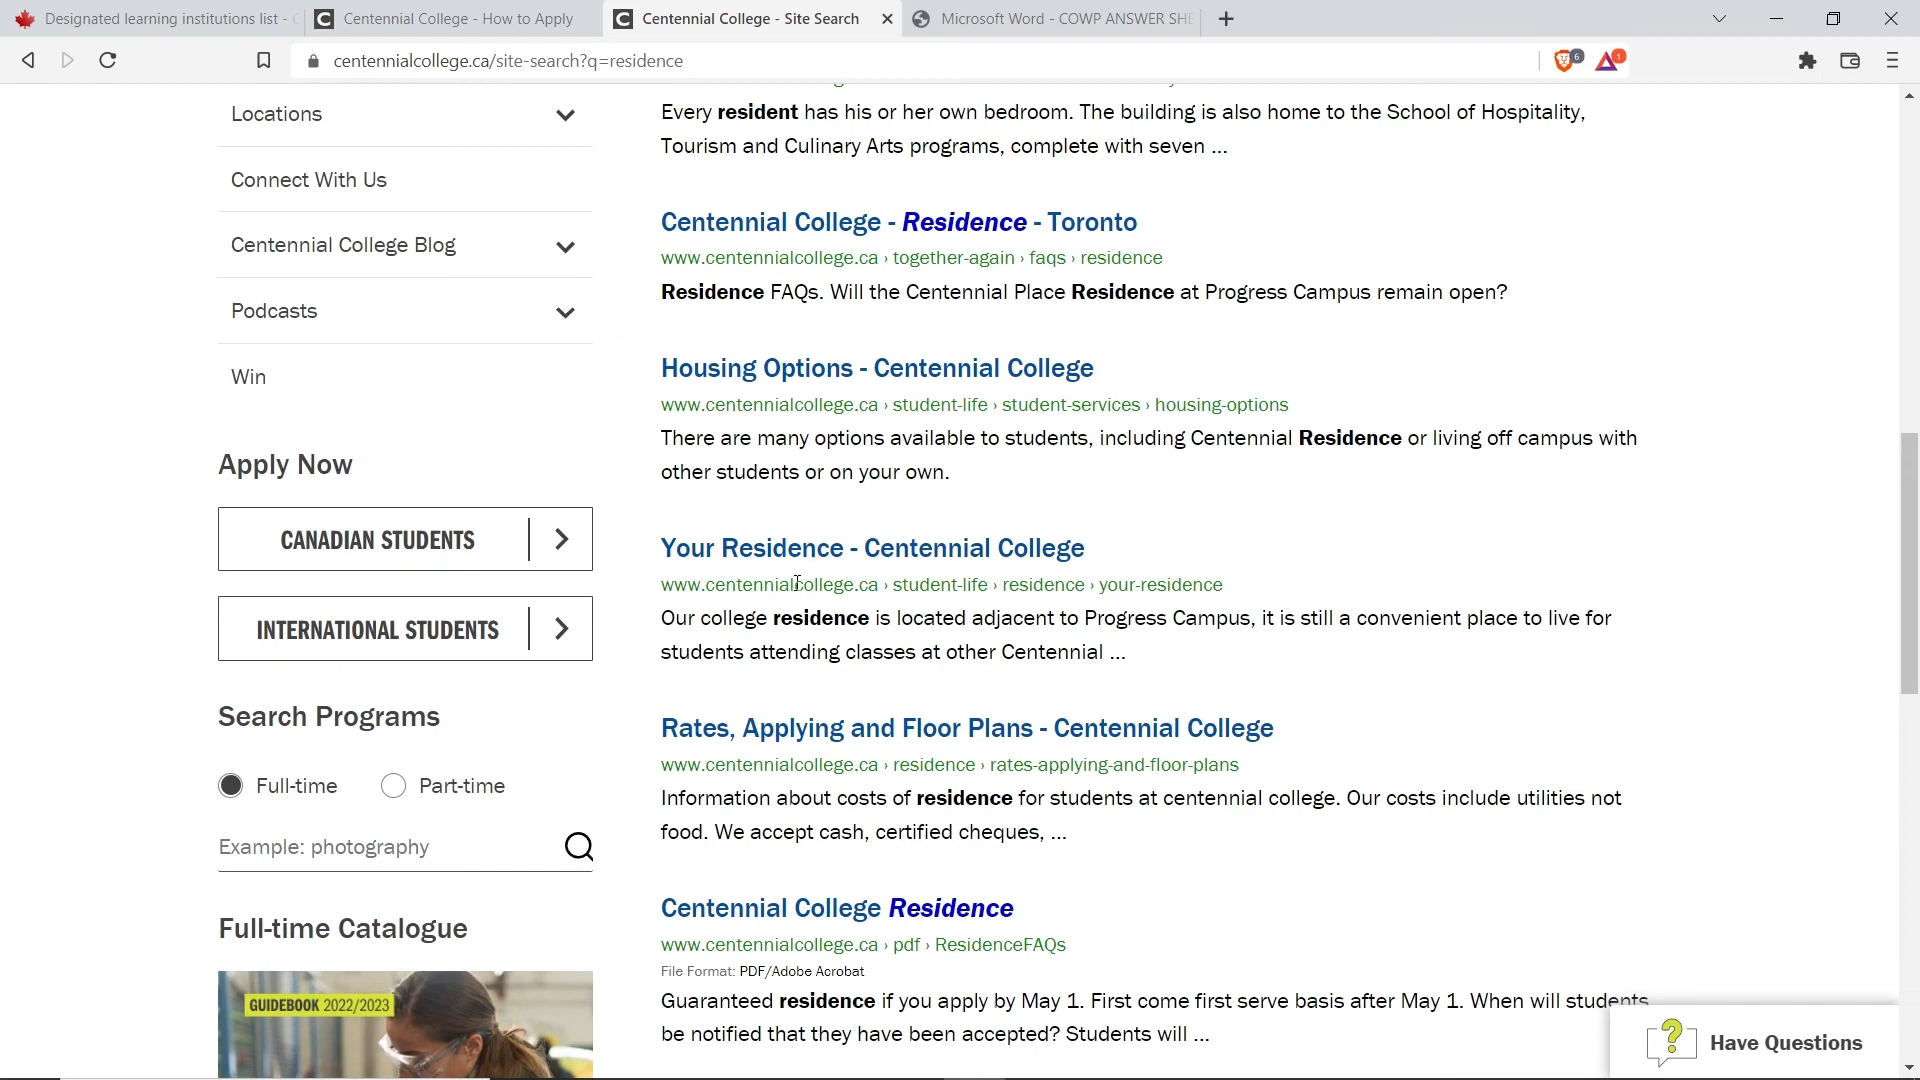 Designated learning institutions list -
Centennial College - How to Apply
Centennial College - Site Search
Microsoft Word - COWP ANSWER SHE
centennialcollege.ca/site-search?q=residence
6
1
Locations
Connect With Us
Centennial College Blog
Podcasts
Win
Apply Now
CANADIAN STUDENTS
INTERNATIONAL STUDENTS
Search Programs
Full-time
Part-time
Example: photography
Full-time Catalogue
GUIDEBOOK 2022/2023
Every resident has his or her own bedroom. The building is also home to the School of Hospitality,
Tourism and Culinary Arts programs, complete with seven ...
Centennial College - Residence - Toronto
www.centennialcollege.ca › together-again › faqs › residence
Residence FAQs. Will the Centennial Place Residence at Progress Campus remain open?
Housing Options - Centennial College
www.centennialcollege.ca › student-life › student-services › housing-options
There are many options available to students, including Centennial Residence or living off campus with
other students or on your own.
Your Residence - Centennial College
www.centennialcollege.ca › student-life › residence › your-residence
Our college residence is located adjacent to Progress Campus, it is still a convenient place to live for
students attending classes at other Centennial ...
Rates, Applying and Floor Plans - Centennial College
www.centennialcollege.ca › residence › rates-applying-and-floor-plans
Information about costs of residence for students at centennial college. Our costs include utilities not
food. We accept cash, certified cheques, ...
Centennial College Residence
www.centennialcollege.ca › pdf › ResidenceFAQs
File Format: PDF/Adobe Acrobat
Guaranteed residence if you apply by May 1. First come first serve basis after May 1. When will students
be notified that they have been accepted? Students will ...
Have Questions